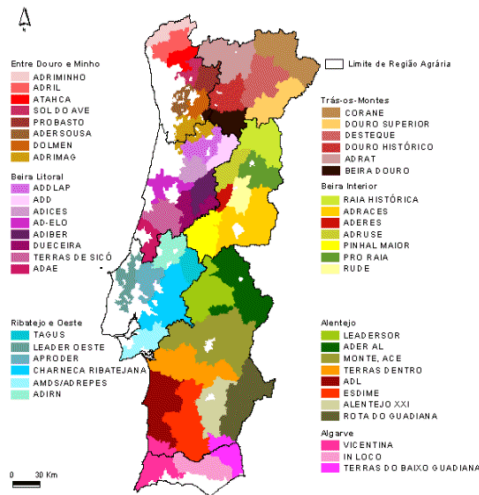 Entre Douro e Minho
ADRIMINHO
ADRIL
ATAHCA
SOL DO AVE
PROBASTO
ADERSOUSA
DOLMEN
ADRIMAG
Beira Litoral
ADDLAP
ADD
ADICES
AD-ELO
ADIBER
DUECEIRA
TERRAS DE SICÓ
ADAE
Ribatejo e Oeste
TAGUS
LEADER OESTE
APRODER
CHARNECA RIBATEJANA
AMDS/ADREPES
ADIRN
0 30 Km
Limite de Região Agrária
Trás-os-Montes
CORANE
DOURO SUPERIOR
DESTEQUE
DOURO HISTÓRICO
ADRAT
BEIRA DOURO
Beira Interior
RAIA HISTÓRICA
ADRACES
ADERES
ADRUSE
PINHAL MAIOR
PRO RAIA
RUDE
Alentejo
LEADERSOR
ADER AL
MONTE, ACE
TERRAS DENTRO
ADL
ESDIME
ALENTEJO XXI
ROTA DO GUADIANA
Algarve
VICENTINA
IN LOCO
TERRAS DO BAIXO GUADIANA